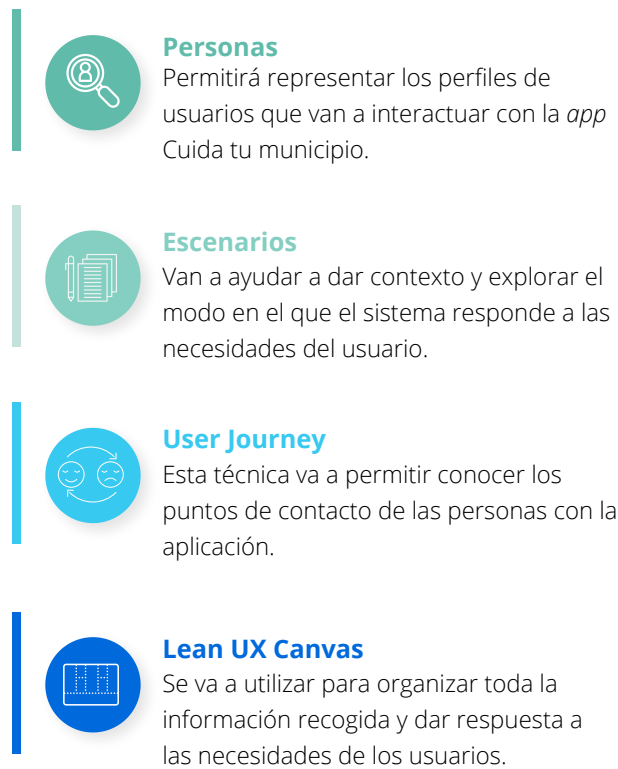 Personas
Permitirá representar los perfiles de
usuarios que van a interactuar con la app
Cuida tu municipio.
Escenarios
Van a ayudar a dar contexto y explorar el
modo en el que el sistema responde a las
necesidades del usuario.
User Journey
Esta técnica va a permitir conocer los
puntos de contacto de las personas con la
aplicación.
Lean UX Canvas
Se va a utilizar para organizar toda la
información recogida y dar respuesta a
las necesidades de los usuarios.